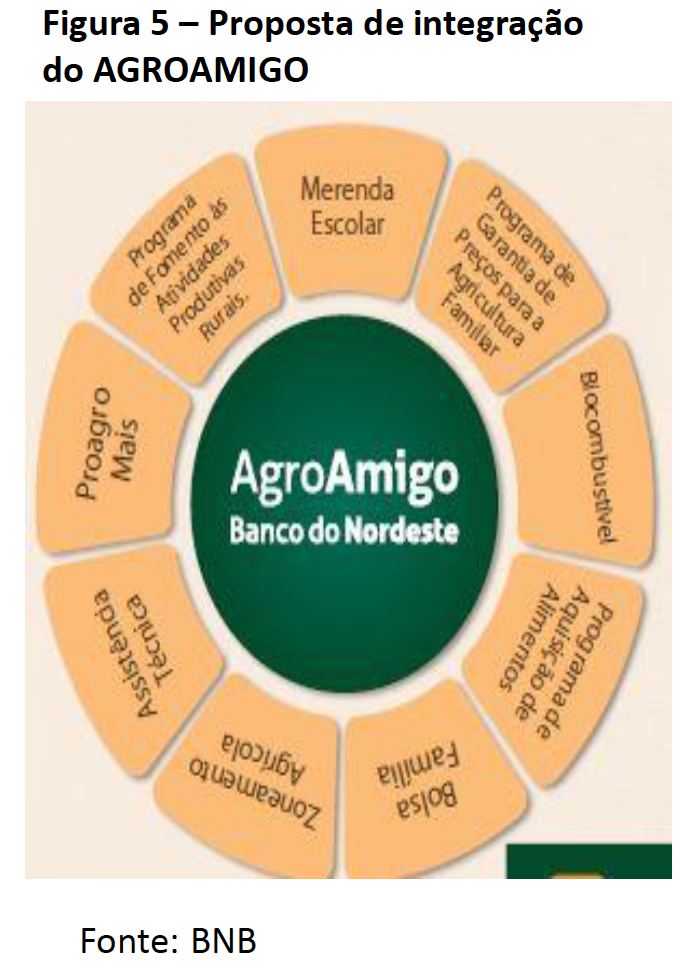 Figura 5 – Proposta de integração
do AGROAMIGO
Merenda
Escolar
Programa de
Garantia de
Preços para a
Agricultura
Familiar
Biocombustível
Programa de
Aquisição de
Alimentos
Bolsa
Família
Zoneamento
Agrícola
Assistência
Técnica
Proagro
Mais
Programa
de Fomento às
Atividades
Produtivas
Rurais.
AgroAmigo
Banco do Nordeste
Fonte: BNB